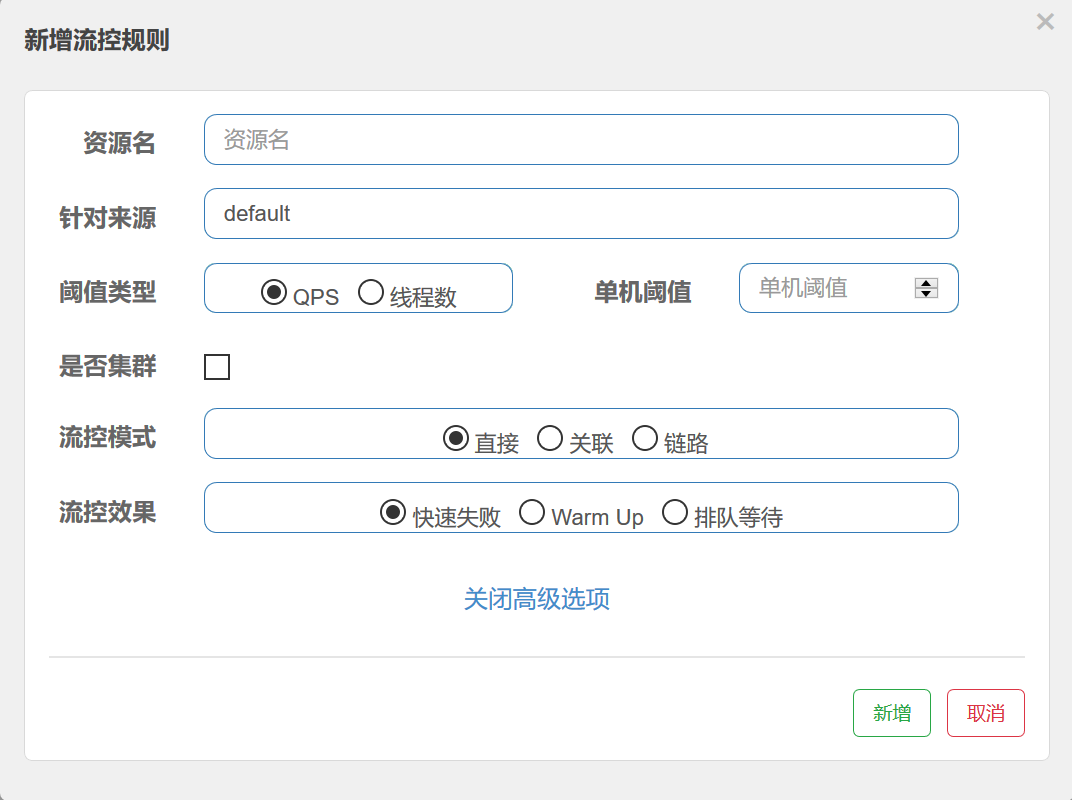 新增流控规则
×
资源名 资源名
针对来源 default
阈值类型 QPS 线程数 单机阈值 单机阈值
是否集群
流控模式 直接 关联 链路
流控效果 快速失败 Warm Up 排队等待
关闭高级选项
新增 取消